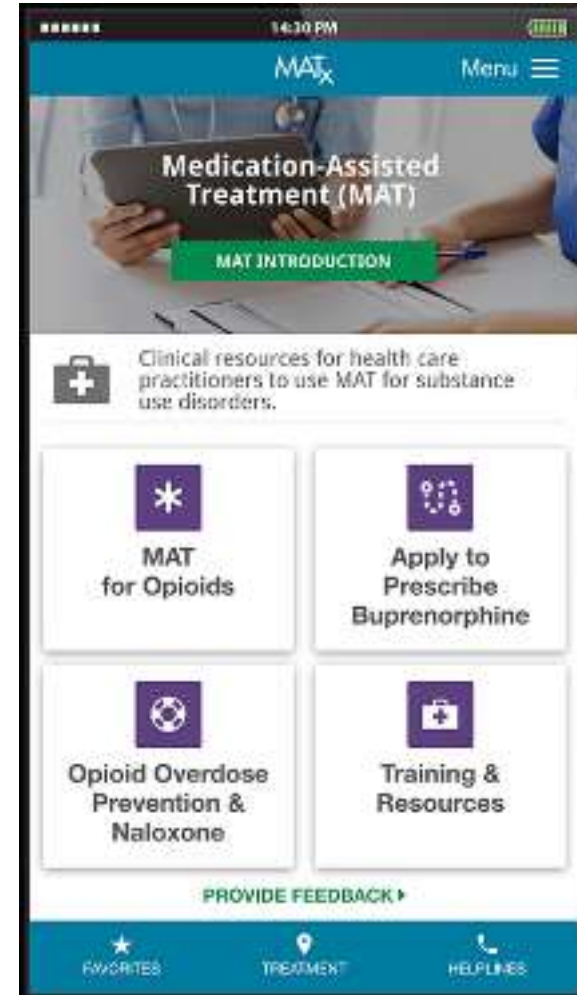 14:30 PM
MATx
Menu
Medication-Assisted
Treatment (MAT)
MAT INTRODUCTION
Clinical resources for health care
practitioners to use MAT for substance
use disorders.
MAT
for Opioids
Apply to
Prescribe
Buprenorphine
Opioid Overdose
Prevention &
Naloxone
Training &
Resources
PROVIDE FEEDBACK
FAVORITES
TREATMENT
HELPLINES